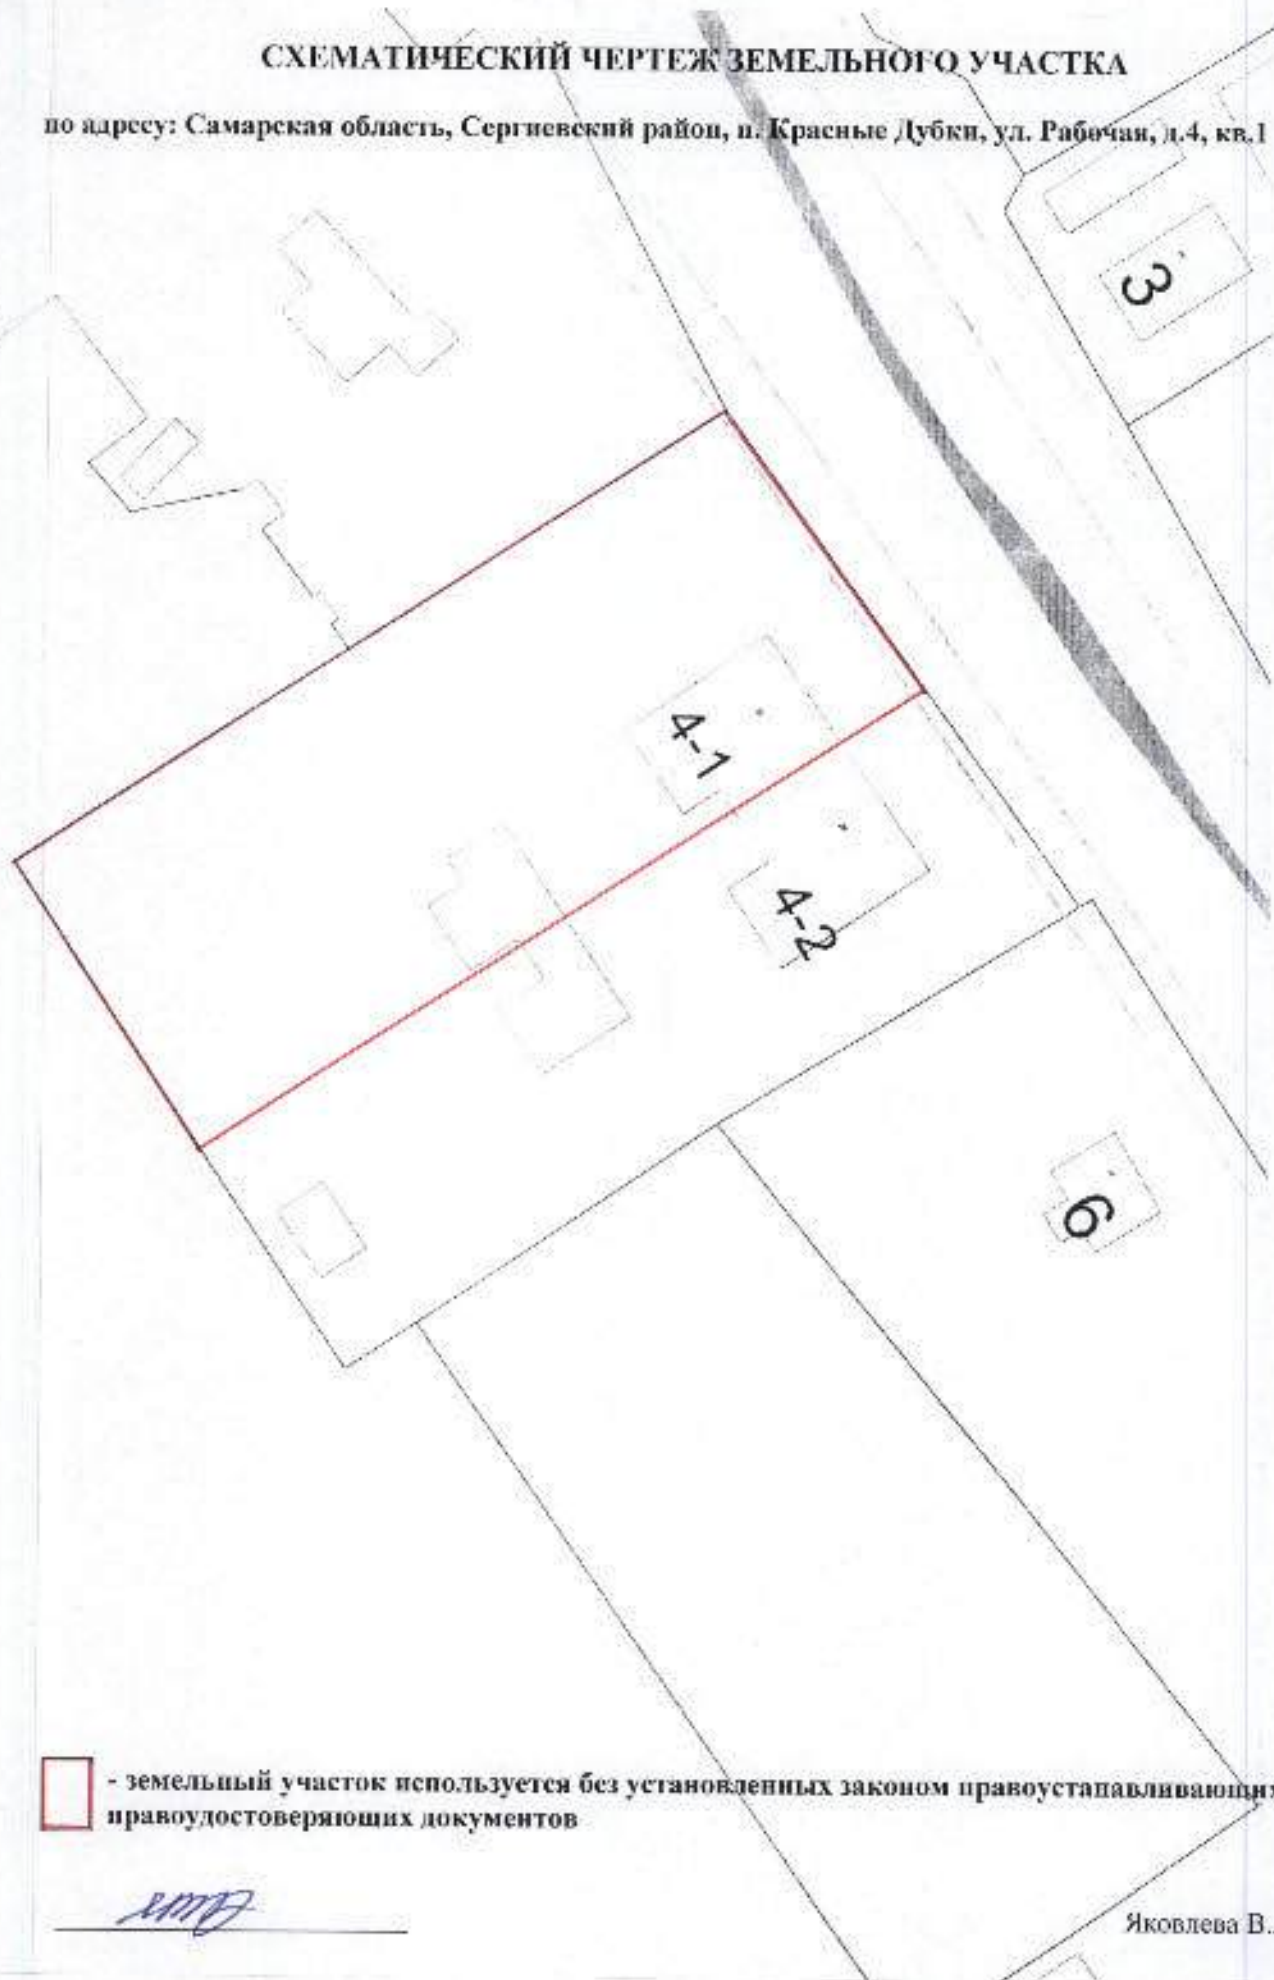 СХЕМАТИЧЕСКИЙ ЧЕРТЕЖ ЗЕМЕЛЬНОГО УЧАСТКА
по адресу: Самарская область, Сергиевский район, п. Красные Дубки, ул. Рабочая, д.4, кв.1
3
4-1
4-2
6
- земельный участок используется без установленных законом правоустанавливающих
правоудостоверяющих документов
Яковлева В.